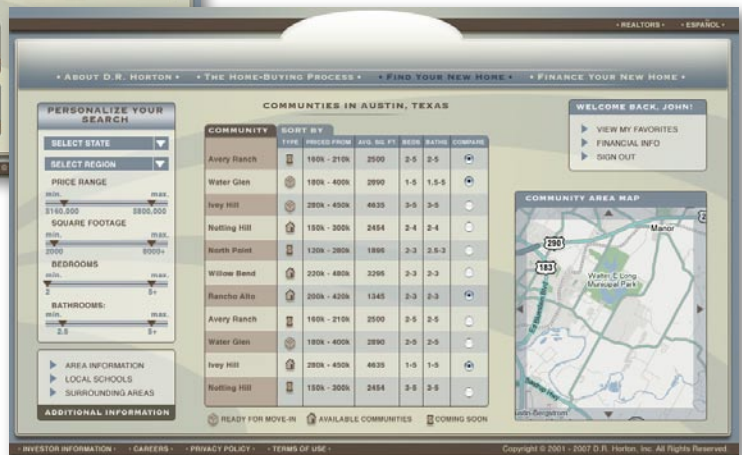 • REALTORS • • ESPAÑOL •
• ABOUT D.R. HORTON • • THE HOME-BUYING PROCESS • • FIND YOUR NEW HOME • • FINANCE YOUR NEW HOME •
PERSONALIZE YOUR SEARCH
SELECT STATE
SELECT REGION
PRICE RANGE
min. max.
$160,000 $800,000
SQUARE FOOTAGE
min. max.
2000 5000+
BEDROOMS
min. max.
2 5+
BATHROOMS:
min. max.
2.5 5+
AREA INFORMATION
LOCAL SCHOOLS
SURROUNDING AREAS
ADDITIONAL INFORMATION
COMMUNTIES IN AUSTIN, TEXAS
COMMUNITY SORT BY
TYPE PRICED FROM AVG. SQ. FT. BEDS BATHS COMPARE
Avery Ranch 160k - 210k 2500 2-5 2-5
Water Glen 180k - 400k 2890 1-5 1.5-5
Ivey Hill 280k - 450k 4635 3-5 3-5
Notting Hill 150k - 300k 2454 2-4 2-4
North Point 120k - 280k 1895 2-3 2.5-3
Willow Bend 220k - 480k 3295 2-3 2-3
Rancho Alto 200k - 420k 1345 2-3 2-3
Avery Ranch 160k - 210k 2500 2-5 2-5
Water Glen 180k - 400k 2890 2-5 2-5
Ivey Hill 280k - 450k 4635 1-5 1-5
Notting Hill 150k - 300k 2454 3-5 3-5
READY FOR MOVE-IN AVAILABLE COMMUNITIES COMING SOON
WELCOME BACK, JOHN!
VIEW MY FAVORITES
FINANCIAL INFO
SIGN OUT
COMMUNITY AREA MAP
Manor
290
183
Walter E Long
Municipal Park
Ed Bluestein Blvd
Bastrop Hwy
• INVESTOR INFORMATION • • CAREERS • • PRIVACY POLICY • • TERMS OF USE •
Copyright © 2001 - 2007 D.R. Horton, Inc. All Rights Reserved.